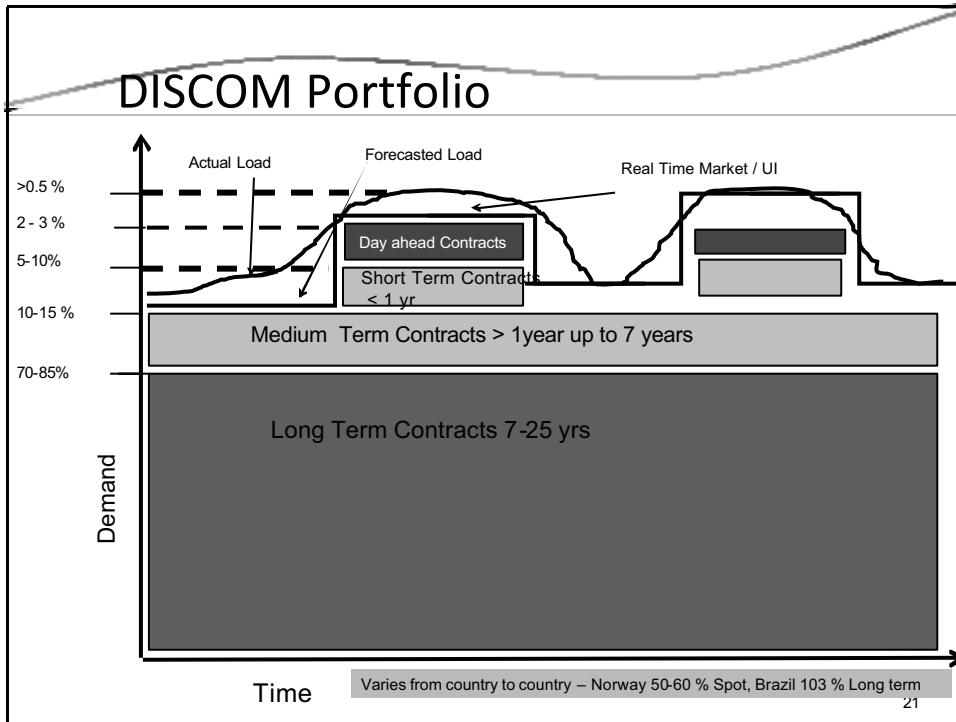 DISCOM Portfolio
Actual Load
Forecasted Load
Real Time Market / UI
>0.5 %
2 - 3 %
Day ahead Contracts
5-10%
Short Term Contracts
< 1 yr
10-15 %
Medium Term Contracts > 1year up to 7 years
70-85%
Long Term Contracts 7-25 yrs
Demand
Time
Varies from country to country – Norway 50-60 % Spot, Brazil 103 % Long term
21